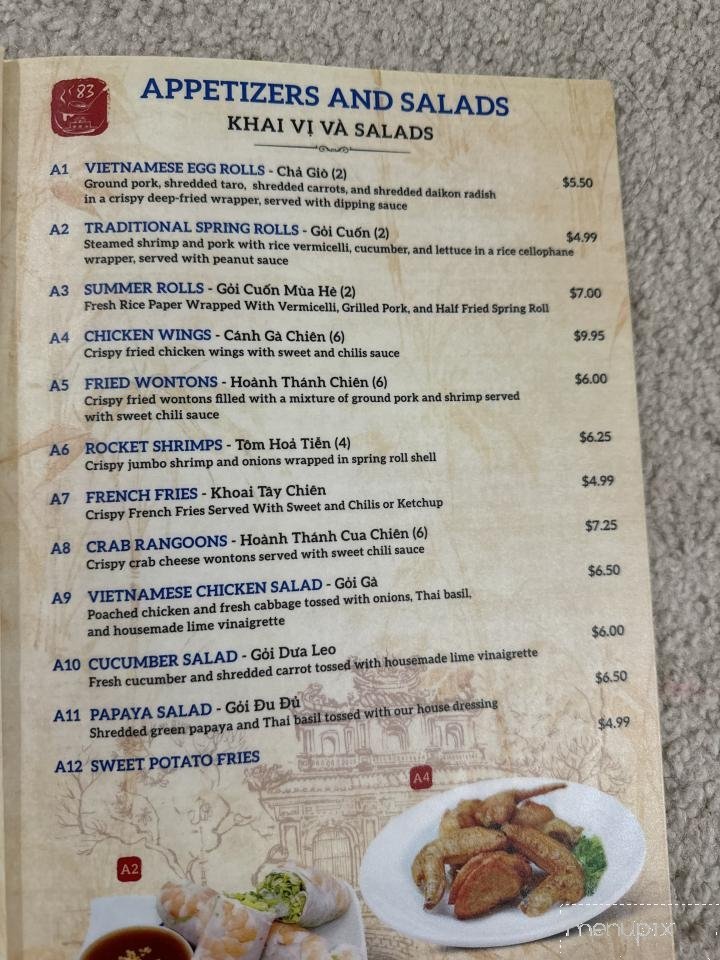 83
APPETIZERS AND SALADS
KHAI VỊ VÀ SALADS
A1 VIETNAMESE EGG ROLLS - Chả Giò (2)
Ground pork, shredded taro, shredded carrots, and shredded daikon radish $5.50
in a crispy deep-fried wrapper, served with dipping sauce
A2 TRADITIONAL SPRING ROLLS - Gỏi Cuốn (2) $4.99
Steamed shrimp and pork with rice vermicelli, cucumber, and lettuce in a rice cellophane
wrapper, served with peanut sauce
A3 SUMMER ROLLS - Gỏi Cuốn Mùa Hè (2) $7.00
Fresh Rice Paper Wrapped With Vermicelli, Grilled Pork, and Half Fried Spring Roll
A4 CHICKEN WINGS - Cánh Gà Chiên (6) $9.95
Crispy fried chicken wings with sweet and chilis sauce
A5 FRIED WONTONS - Hoành Thánh Chiên (6) $6.00
Crispy fried wontons filled with a mixture of ground pork and shrimp served
with sweet chili sauce
A6 ROCKET SHRIMPS - Tôm Hoả Tiễn (4) $6.25
Crispy jumbo shrimp and onions wrapped in spring roll shell
A7 FRENCH FRIES - Khoai Tây Chiên $4.99
Crispy French Fries Served With Sweet and Chilis or Ketchup
A8 CRAB RANGOONS - Hoành Thánh Cua Chiên (6) $7.25
Crispy crab cheese wontons served with sweet chili sauce
A9 VIETNAMESE CHICKEN SALAD - Gỏi Gà $6.50
Poached chicken and fresh cabbage tossed with onions, Thai basil,
and housemade lime vinaigrette
A10 CUCUMBER SALAD - Gỏi Dưa Leo $6.00
Fresh cucumber and shredded carrot tossed with housemade lime vinaigrette
A11 PAPAYA SALAD - Gỏi Đu Đủ $6.50
Shredded green papaya and Thai basil tossed with our house dressing
A12 SWEET POTATO FRIES $4.99
A4
A2
menupix